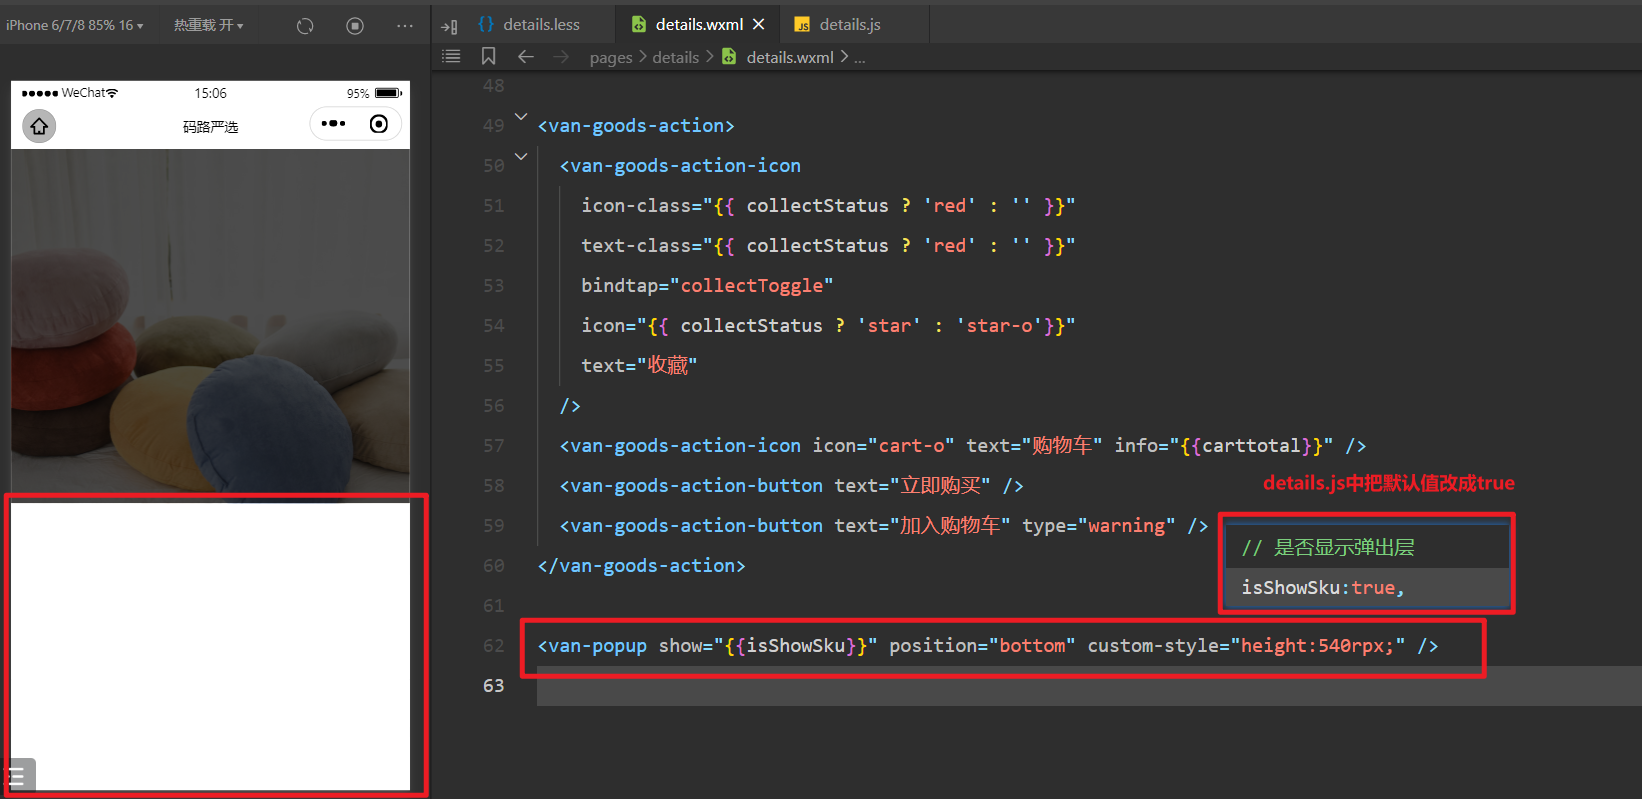 iPhone 6/7/8 85% 16
热重载 开
details.less
details.wxml
details.js
pages > details > details.wxml > ...
WeChat
15:06
95%
码路严选
48
49 <van-goods-action>
50 <van-goods-action-icon
51 icon-class="{{ collectStatus ? 'red' : '' }}"
52 text-class="{{ collectStatus ? 'red' : '' }}"
53 bindtap="collectToggle"
54 icon="{{ collectStatus ? 'star' : 'star-o'}}"
55 text="收藏"
56 />
57 <van-goods-action-icon icon="cart-o" text="购物车" info="{{carttotal}}" />
58 <van-goods-action-button text="立即购买" />
details.js中把默认值改成true
59 <van-goods-action-button text="加入购物车" type="warning" />
// 是否显示弹出层
isShowSku:true,
60 </van-goods-action>
61
62 <van-popup show="{{isShowSku}}" position="bottom" custom-style="height:540rpx;" />
63